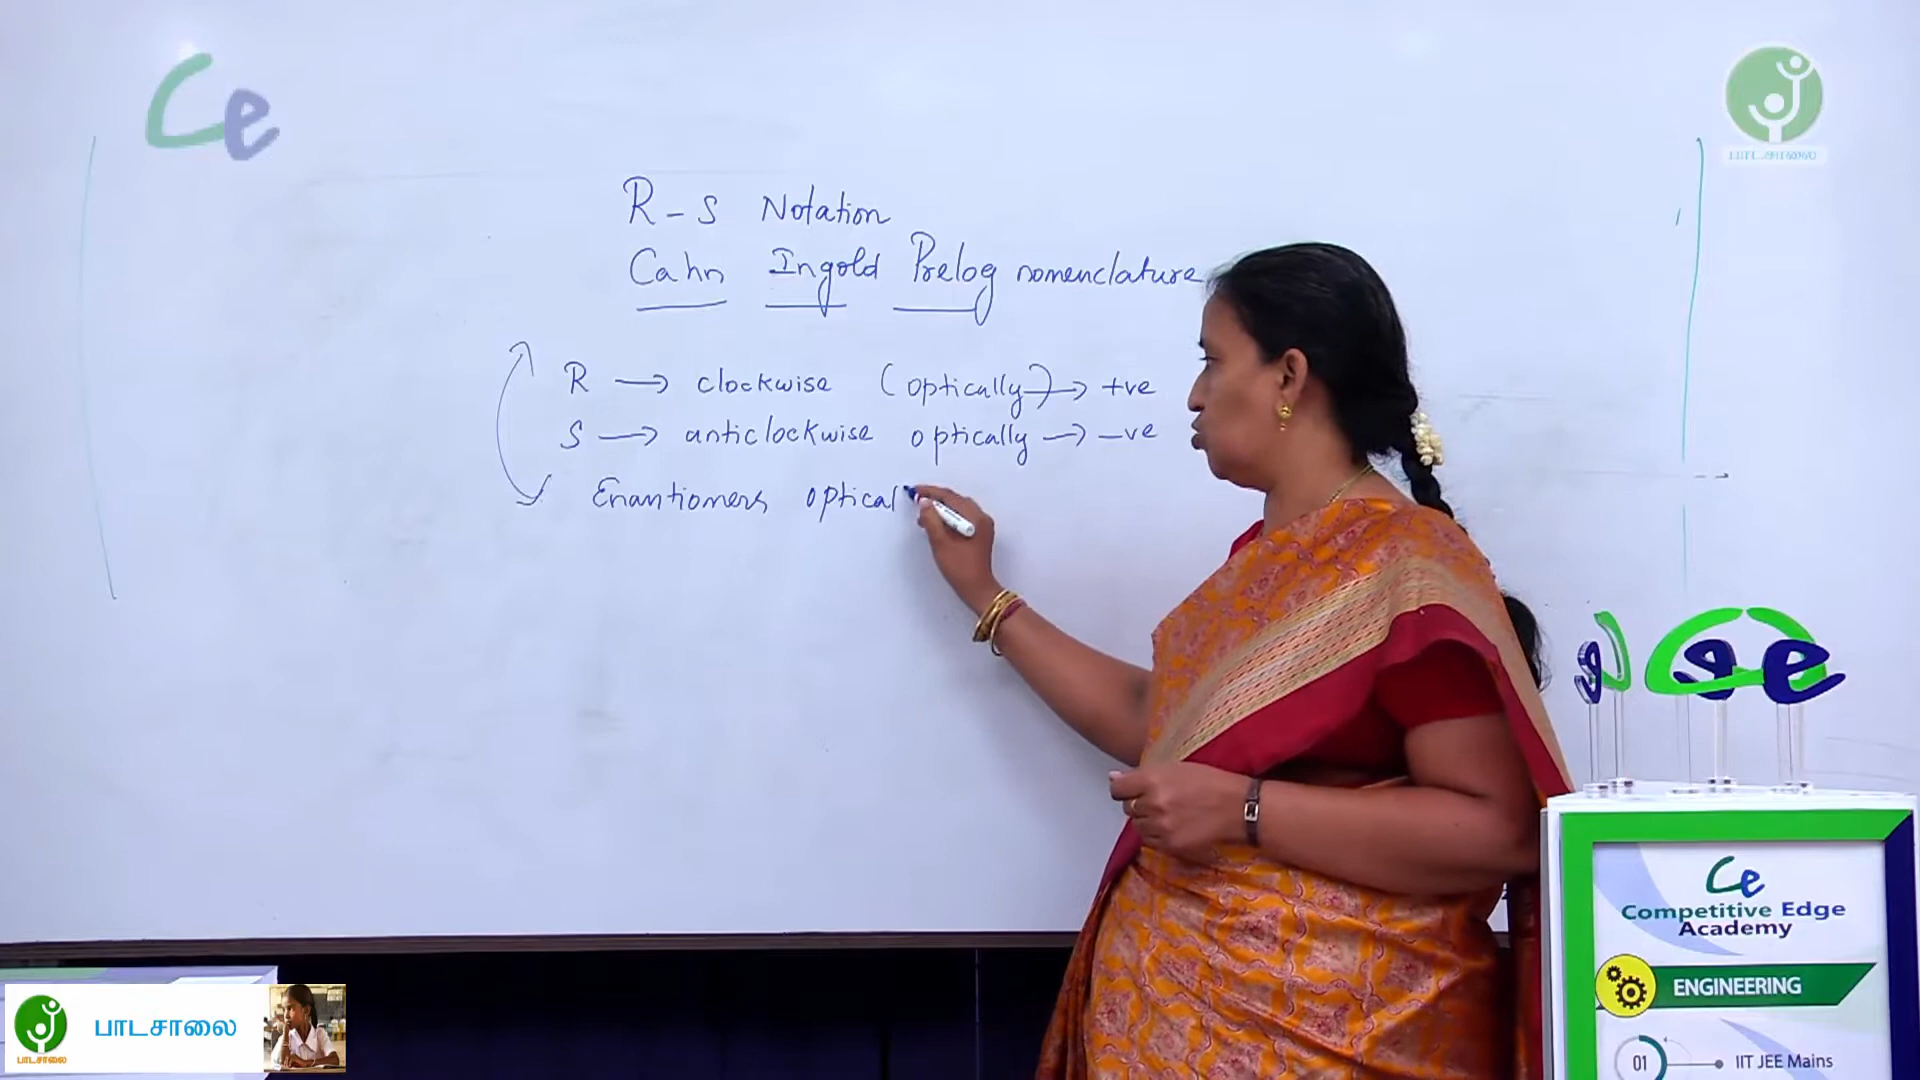 Ce
R - S Notation
Cahn Ingold Prelog nomenclature
R → clockwise (optically) → +ve
S → anticlockwise optically → -ve
Enantiomers optical
பாடசாலை
பாடசாலை
Ce
Competitive Edge
Academy
ENGINEERING
01 IIT JEE Mains